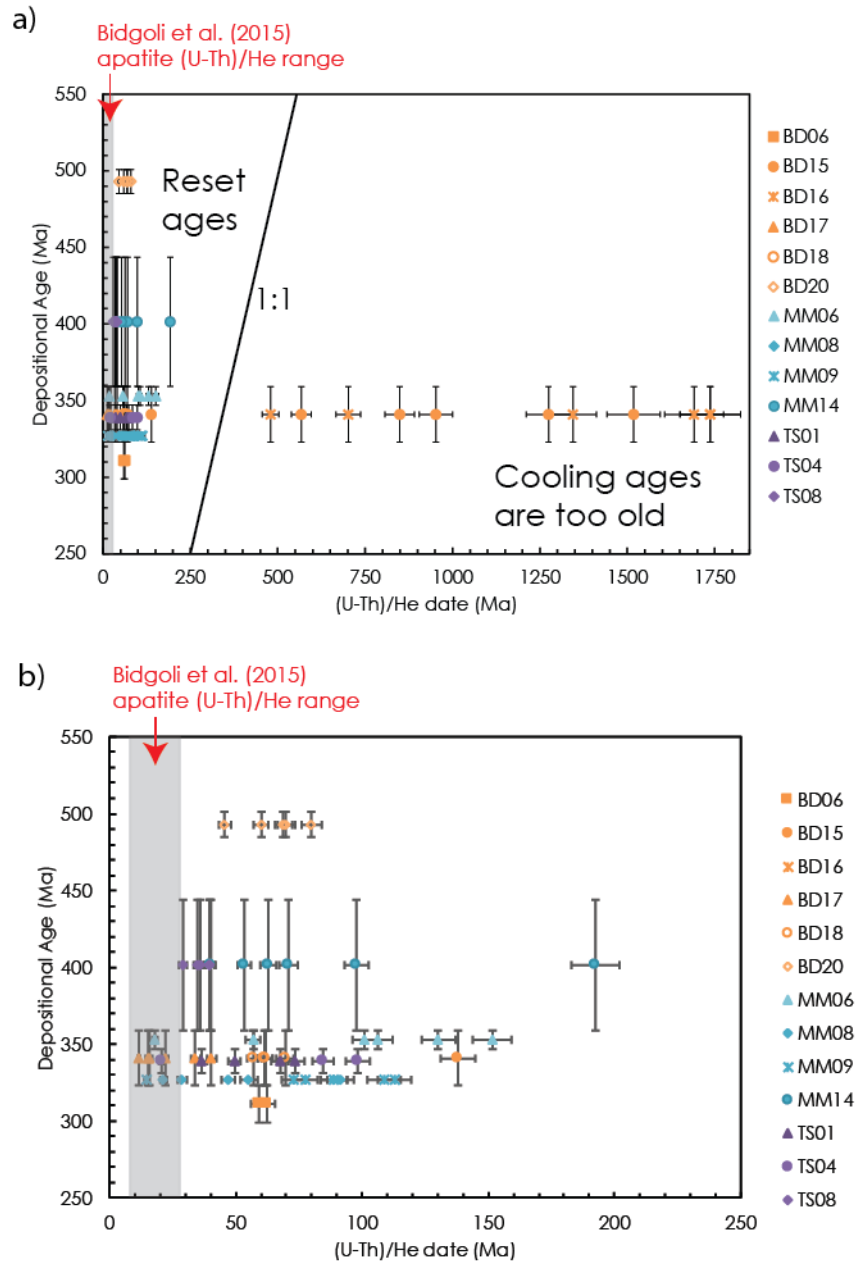 a)
Bidgoli et al. (2015)
apatite (U-Th)/He range
550
500
450
400
350
300
250
Depositional Age (Ma)
Reset
ages
1:1
Cooling ages
are too old
0
250
500
750
1000
1250
1500
1750
(U-Th)/He date (Ma)
BD06
BD15
BD16
BD17
BD18
BD20
MM06
MM08
MM09
MM14
TS01
TS04
TS08
b)
Bidgoli et al. (2015)
apatite (U-Th)/He range
550
500
450
400
350
300
250
Depositional Age (Ma)
0
50
100
150
200
250
(U-Th)/He date (Ma)
BD06
BD15
BD16
BD17
BD18
BD20
MM06
MM08
MM09
MM14
TS01
TS04
TS08